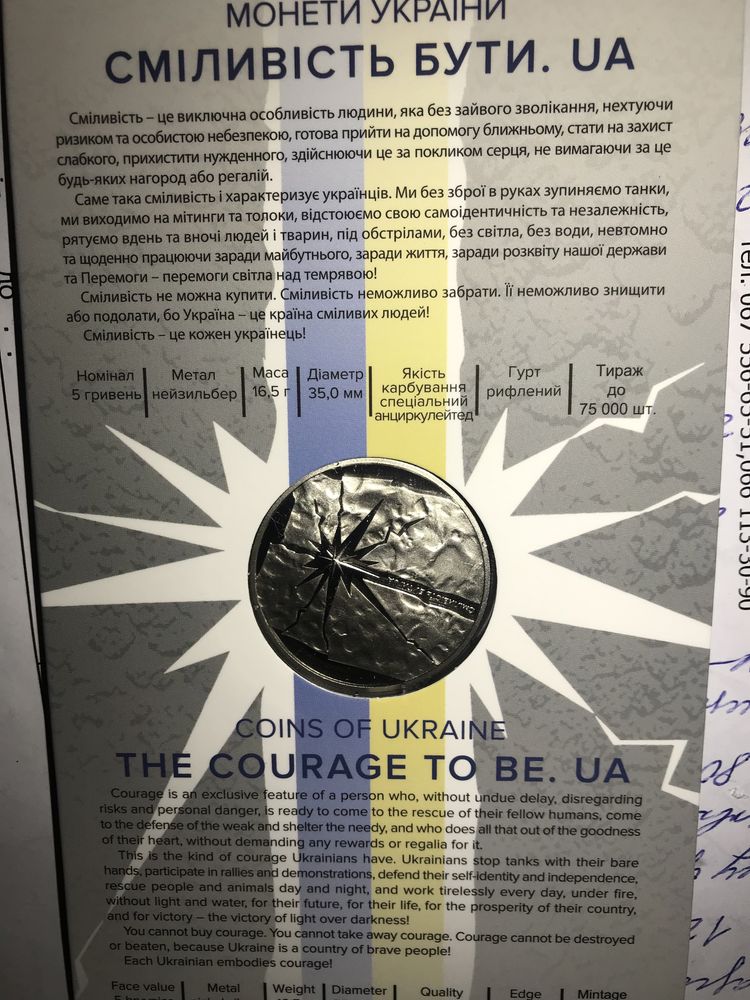 МОНЕТИ УКРАЇНИ
СМІЛИВІСТЬ БУТИ. UA
Сміливість – це виключна особливість людини, яка без зайвого зволікання, нехтуючи
ризиком та особистою небезпекою, готова прийти на допомогу ближньому, стати на захист
слабкого, прихистити нужденного, здійснюючи це за покликом серця, не вимагаючи за це
будь-яких нагород або регалій.
Саме така сміливість і характеризує українців. Ми без зброї в руках зупиняємо танки,
ми виходимо на мітинги та толоки, відстоюємо свою самоідентичність та незалежність,
рятуємо вдень та вночі людей і тварин, під обстрілами, без світла, без води, невтомно
та щоденно працюючи заради майбутнього, заради життя, заради розквіту нашої держави
та Перемоги – перемоги світла над темрявою!
Сміливість не можна купити. Сміливість неможливо забрати. Її неможливо знищити
або подолати, бо Україна – це країна сміливих людей!
Сміливість – це кожен українець!
Номінал
5 гривень
Метал
нейзильбер
Маса
16,5 г
Діаметр
35,0 мм
Якість
карбування
спеціальний
анциркулейтед
Гурт
рифлений
Тираж
до
75 000 шт.
COINS OF UKRAINE
THE COURAGE TO BE. UA
Courage is an exclusive feature of a person who, without undue delay, disregarding
risks and personal danger, is ready to come to the rescue of their fellow humans, come
to the defense of the weak and shelter the needy, and who does all that out of the goodness
of their heart, without demanding any rewards or regalia for it.
This is the kind of courage Ukrainians have. Ukrainians stop tanks with their bare
hands, participate in rallies and demonstrations, defend their self-identity and independence,
rescue people and animals day and night, and work tirelessly every day, under fire,
without light and water, for their future, for their life, for the prosperity of their country,
and for victory – the victory of light over darkness!
You cannot buy courage. You cannot take away courage. Courage cannot be destroyed
or beaten, because Ukraine is a country of brave people!
Each Ukrainian embodies courage!
Face value
Metal
Weight
Diameter
Quality
Edge
Mintage